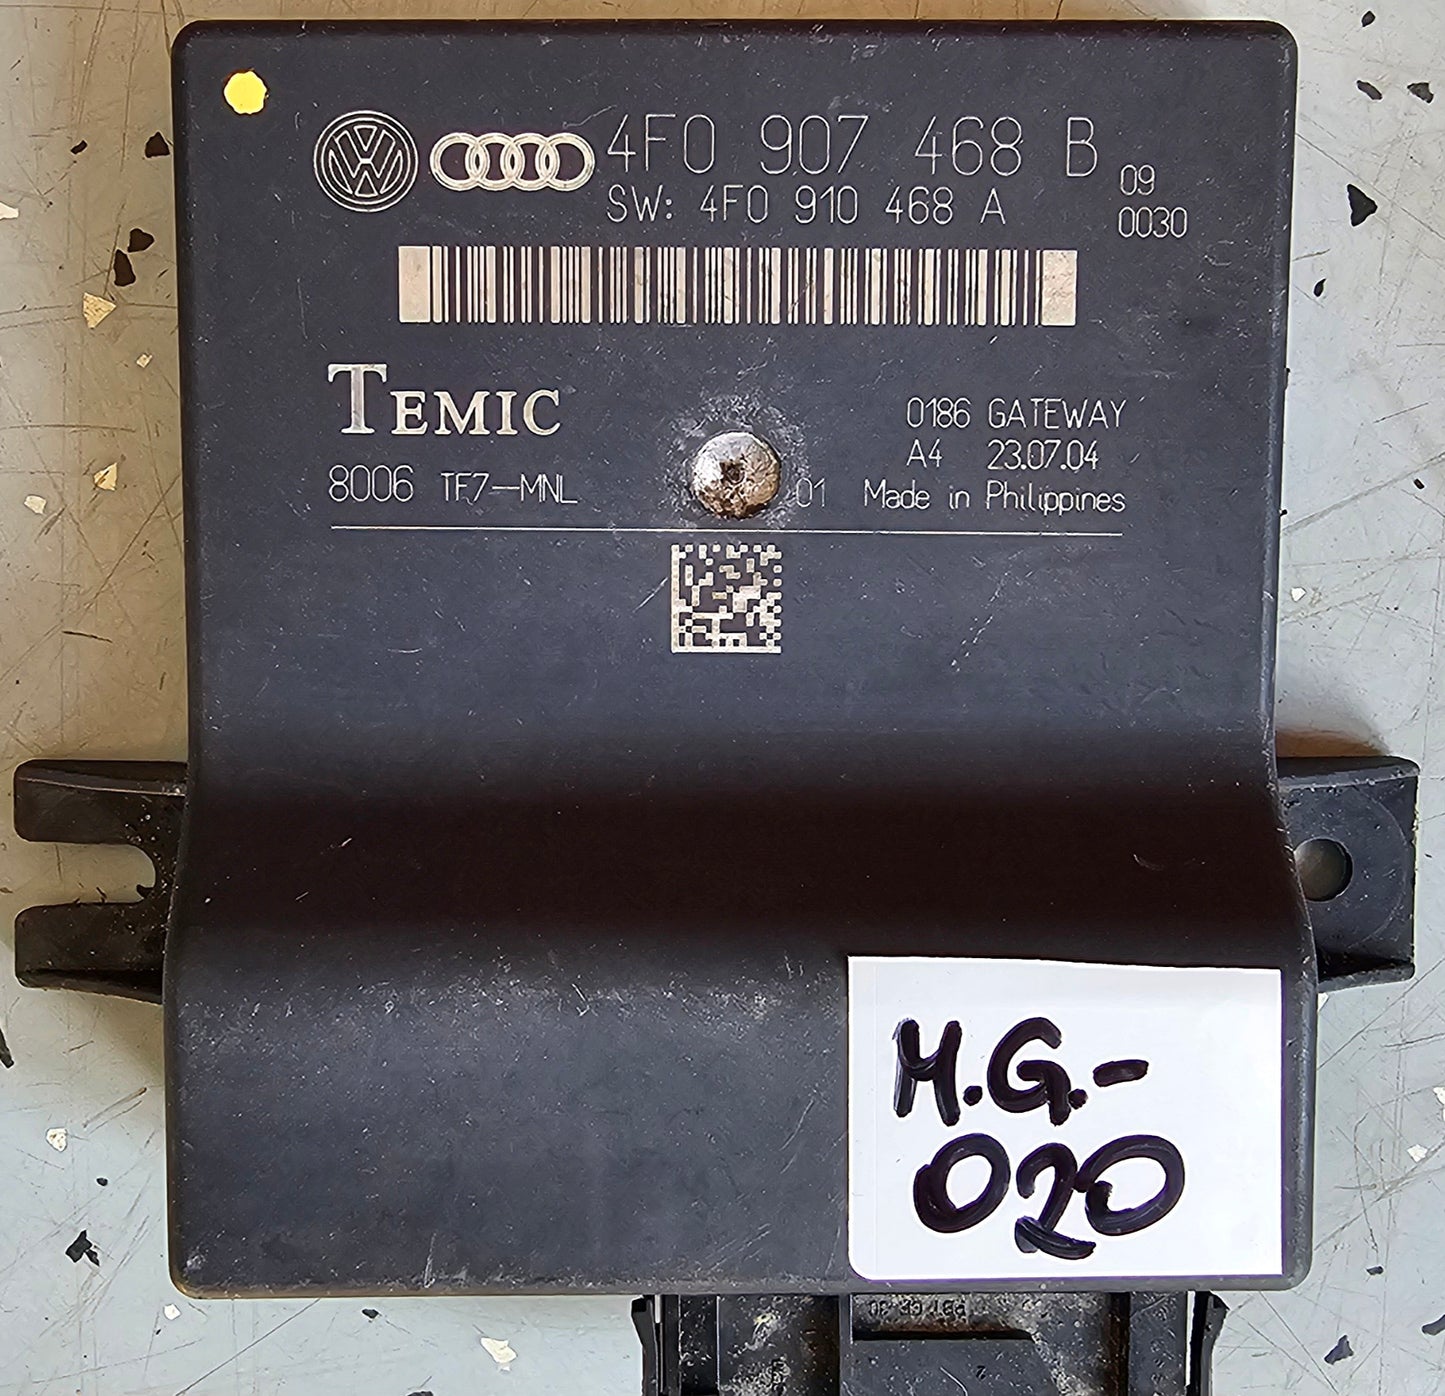 4F0 907 468 B 09
SW: 4F0 910 468 A 0030
TEMIC
0186 GATEWAY
A4 23.07.04
8006 TF7-MNL 01 Made in Philippines
M.G.-
020